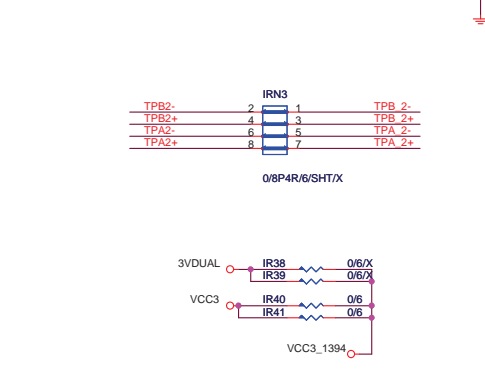 IRN3
TPB2- 2 1 TPB_2-
TPB2+ 4 3 TPB_2+
TPA2- 6 5 TPA_2-
TPA2+ 8 7 TPA_2+
0/8P4R/6/SHT/X
3VDUAL IR38 0/6/X
IR39 0/6/X
VCC3 IR40 0/6
IR41 0/6
VCC3_1394